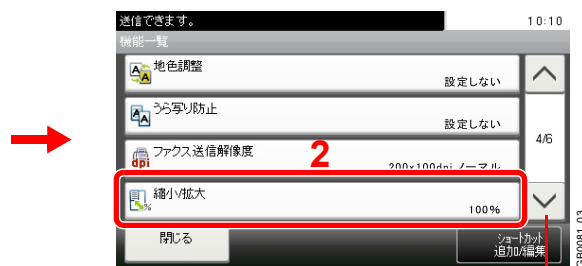 送信できます。 10:10
機能一覧
地色調整
設定しない
うら写り防止
設定しない
4/6
ファクス送信解像度
2
200x100dpi ノーマル
縮小/拡大
100%
閉じる
ショートカット
追加/編集
GB0081_03